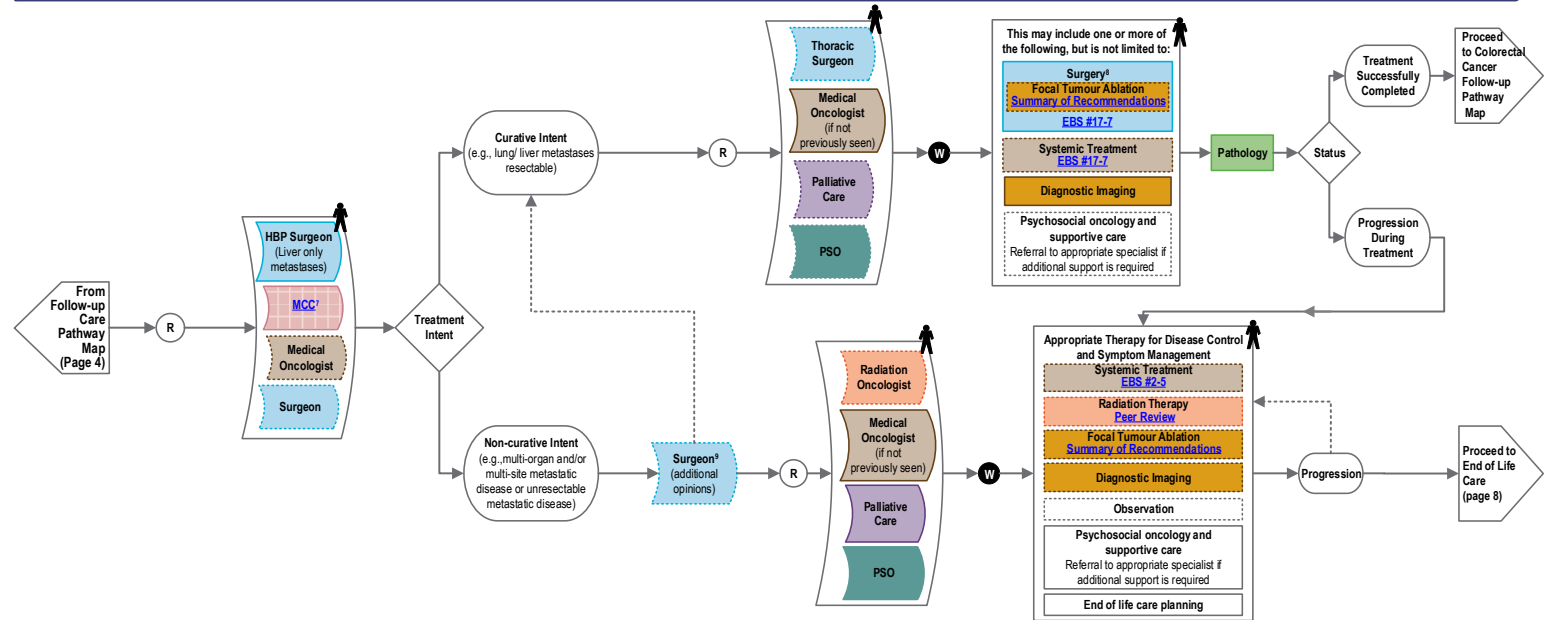 From
Follow-up
Care
Pathway
Map
(Page 4)
R
HBP Surgeon
(Liver only
metastases)
MCC⁷
Medical
Oncologist
Surgeon
Treatment
Intent
Curative Intent
(e.g., lung/ liver metastases
resectable)
R
Thoracic
Surgeon
Medical
Oncologist
(if not
previously seen)
Palliative
Care
PSO
W
This may include one or more of
the following, but is not limited to:
Surgery⁸
Focal Tumour Ablation
Summary of Recommendations
EBS #17-7
Systemic Treatment
EBS #17-7
Diagnostic Imaging
Psychosocial oncology and
supportive care
Referral to appropriate specialist if
additional support is required
Pathology
Status
Treatment
Successfully
Completed
Proceed
to Colorectal
Cancer
Follow-up
Pathway
Map
Progression
During
Treatment
Non-curative Intent
(e.g.,multi-organ and/or
multi-site metastatic
disease or unresectable
metastatic disease)
Surgeon⁹
(additional
opinions)
R
Radiation
Oncologist
Medical
Oncologist
(if not
previously seen)
Palliative
Care
PSO
W
Appropriate Therapy for Disease Control
and Symptom Management
Systemic Treatment
EBS #2-5
Radiation Therapy
Peer Review
Focal Tumour Ablation
Summary of Recommendations
Diagnostic Imaging
Observation
Psychosocial oncology and
supportive care
Referral to appropriate specialist if
additional support is required
End of life care planning
Progression
Proceed to
End of Life
Care
(page 8)